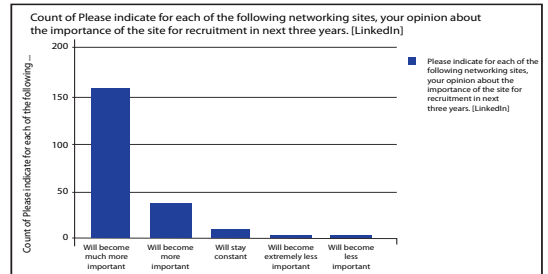 Count of Please indicate for each of the following networking sites, your opinion about
the importance of the site for recruitment in next three years. [LinkedIn]
Count of Please indicate for each of the following ...
200
150
100
50
0
Will become
much more
important
Will become
more
important
Will stay
constant
Will become
extremely less
important
Will become
less
important
Please indicate for each of the
following networking sites,
your opinion about the
importance of the site for
recruitment in next
three years. [LinkedIn]